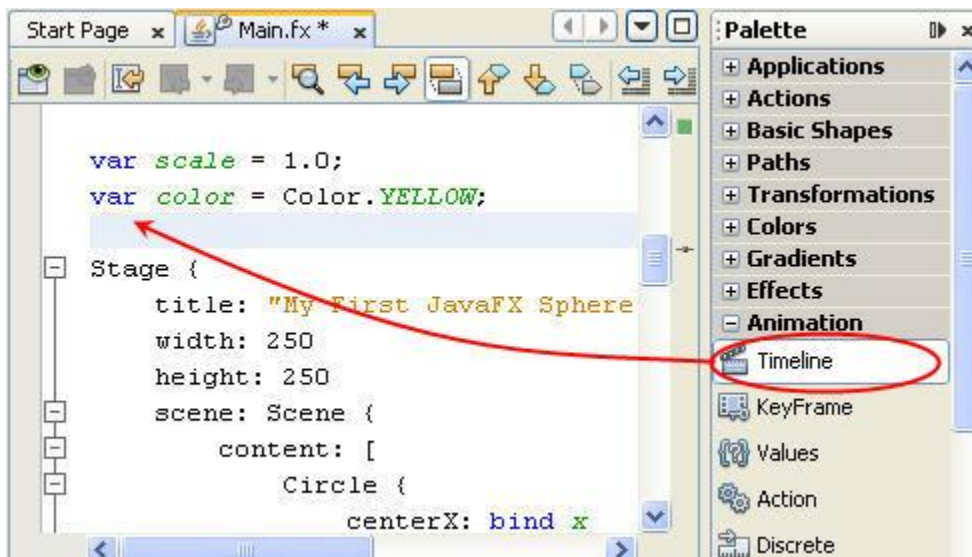 Start Page
Main.fx *
var scale = 1.0;
var color = Color.YELLOW;
Stage {
title: "My First JavaFX Sphere
width: 250
height: 250
scene: Scene {
content: [
Circle {
centerX: bind x
Palette
Applications
Actions
Basic Shapes
Paths
Transformations
Colors
Gradients
Effects
Animation
Timeline
KeyFrame
Values
Action
Discrete